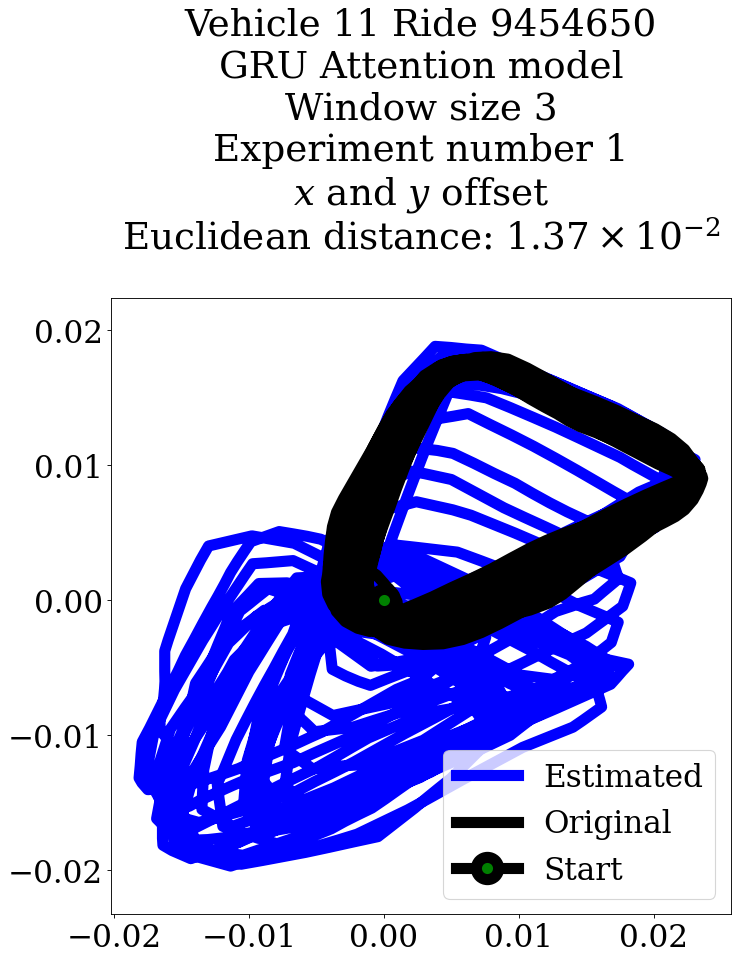 Vehicle 11 Ride 9454650
GRU Attention model
Window size 3
Experiment number 1
x and y offset
Euclidean distance: 1.37 × 10⁻²
0.02
0.01
0.00
−0.01
−0.02
Estimated
Original
Start
−0.02 −0.01 0.00 0.01 0.02